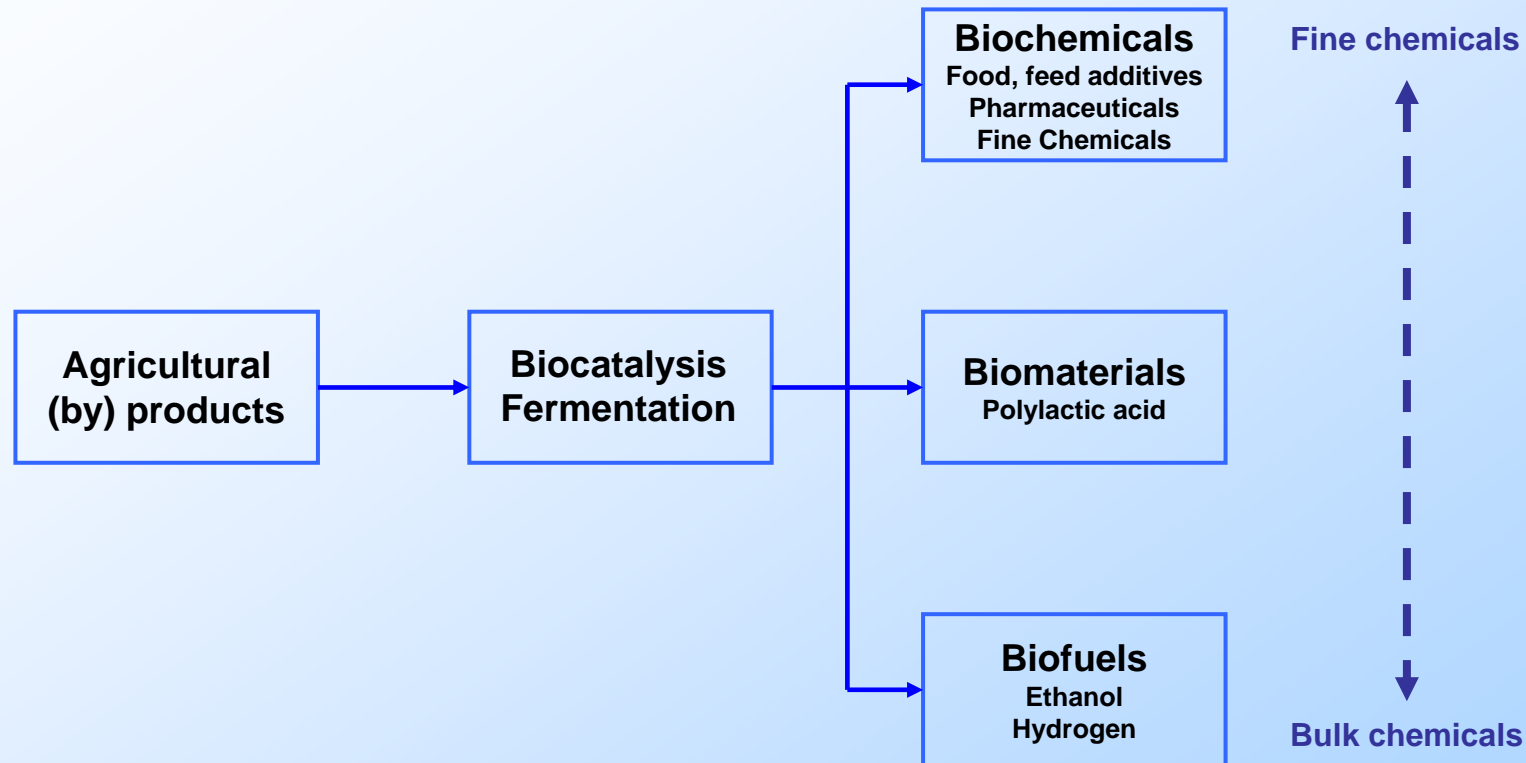 Biochemicals
Food, feed additives
Pharmaceuticals
Fine Chemicals
Fine chemicals
Agricultural
(by) products
Biocatalysis
Fermentation
Biomaterials
Polylactic acid
Biofuels
Ethanol
Hydrogen
Bulk chemicals